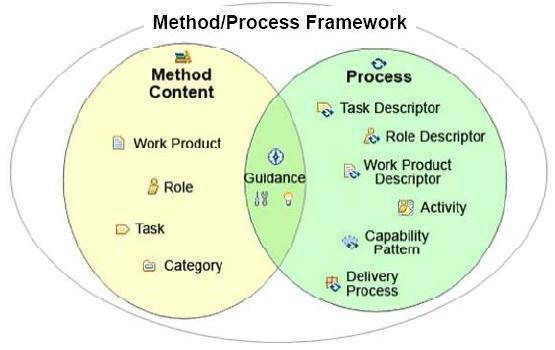 Method/Process Framework
Method
Content
Work Product
Role
Task
Category
Guidance
Process
Task Descriptor
Role Descriptor
Work Product
Descriptor
Activity
Capability
Pattern
Delivery
Process